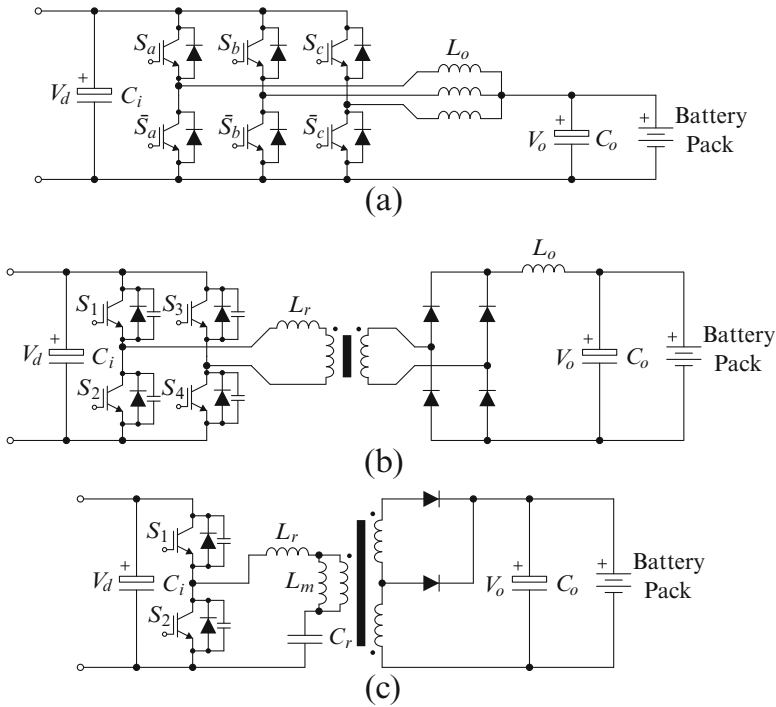 S_a S_b S_c L_o
V_d + C_i
S̄_a S̄_b S̄_c + V_o C_o + Battery
Pack
(a)
S_1 S_3 L_r L_o
V_d + C_i
S_2 S_4 + V_o C_o + Battery
Pack
(b)
S_1 L_r
V_d + C_i L_m + V_o C_o + Battery
Pack
S_2 C_r
(c)